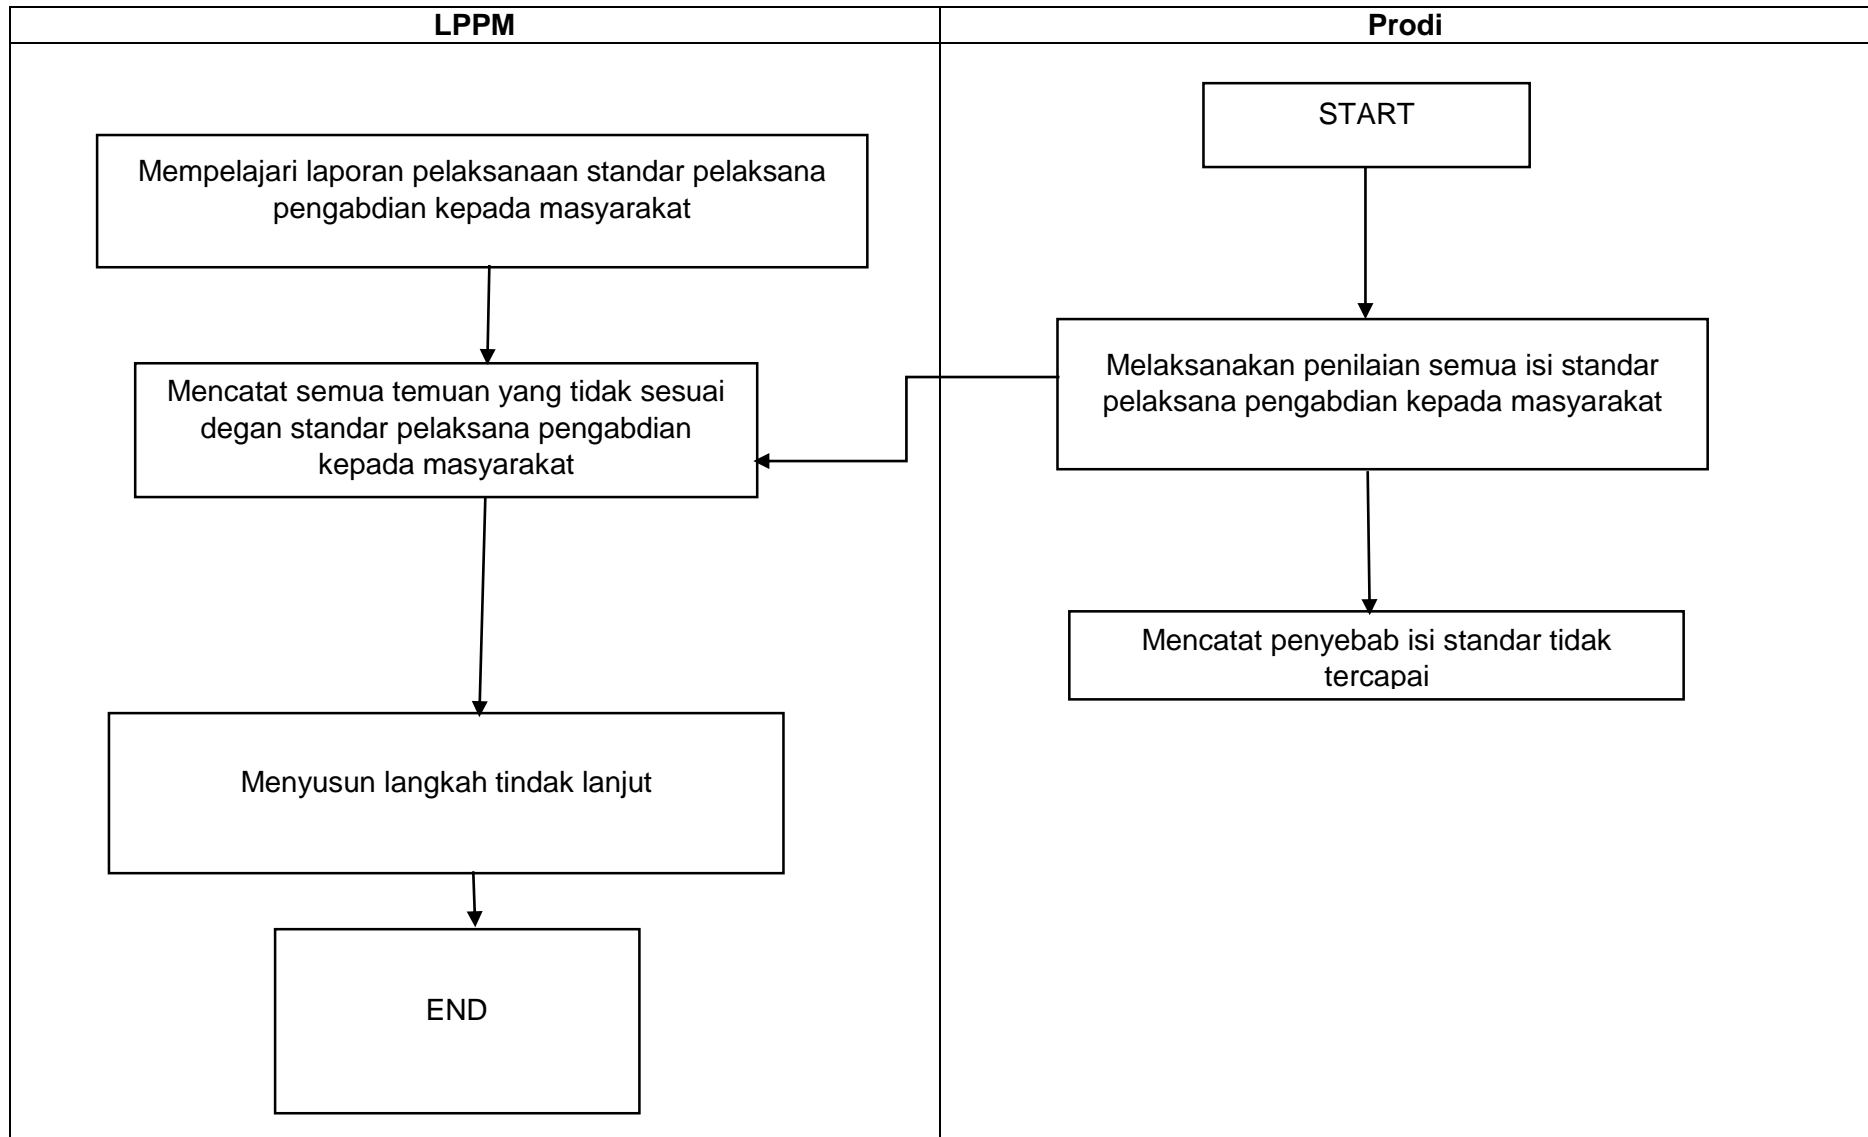 LPPM
Prodi
START
Mempelajari laporan pelaksanaan standar pelaksana
pengabdian kepada masyarakat
Melaksanakan penilaian semua isi standar
pelaksana pengabdian kepada masyarakat
Mencatat semua temuan yang tidak sesuai
degan standar pelaksana pengabdian
kepada masyarakat
Mencatat penyebab isi standar tidak
tercapai
Menyusun langkah tindak lanjut
END